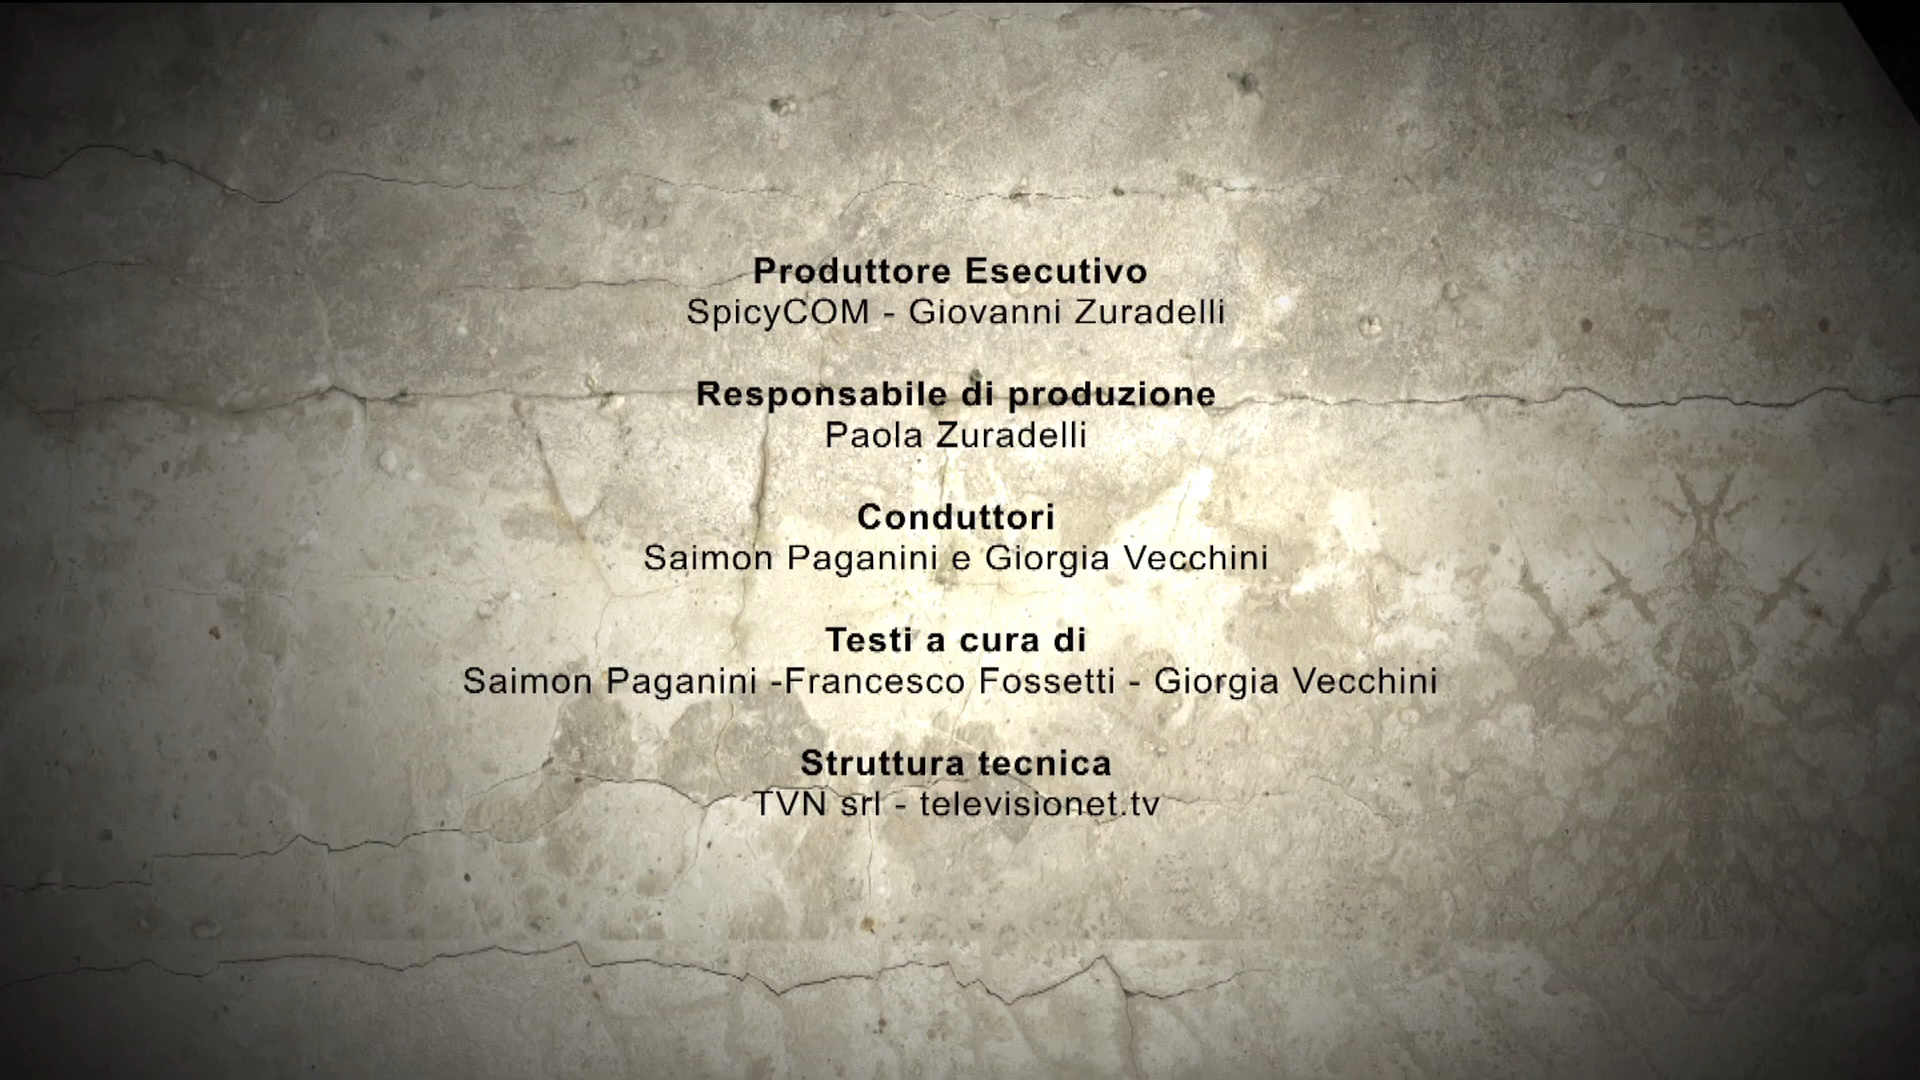 Produttore Esecutivo
SpicyCOM - Giovanni Zuradelli
Responsabile di produzione
Paola Zuradelli
Conduttori
Saimon Paganini e Giorgia Vecchini
Testi a cura di
Saimon Paganini -Francesco Fossetti - Giorgia Vecchini
Struttura tecnica
TVN srl - televisionet.tv